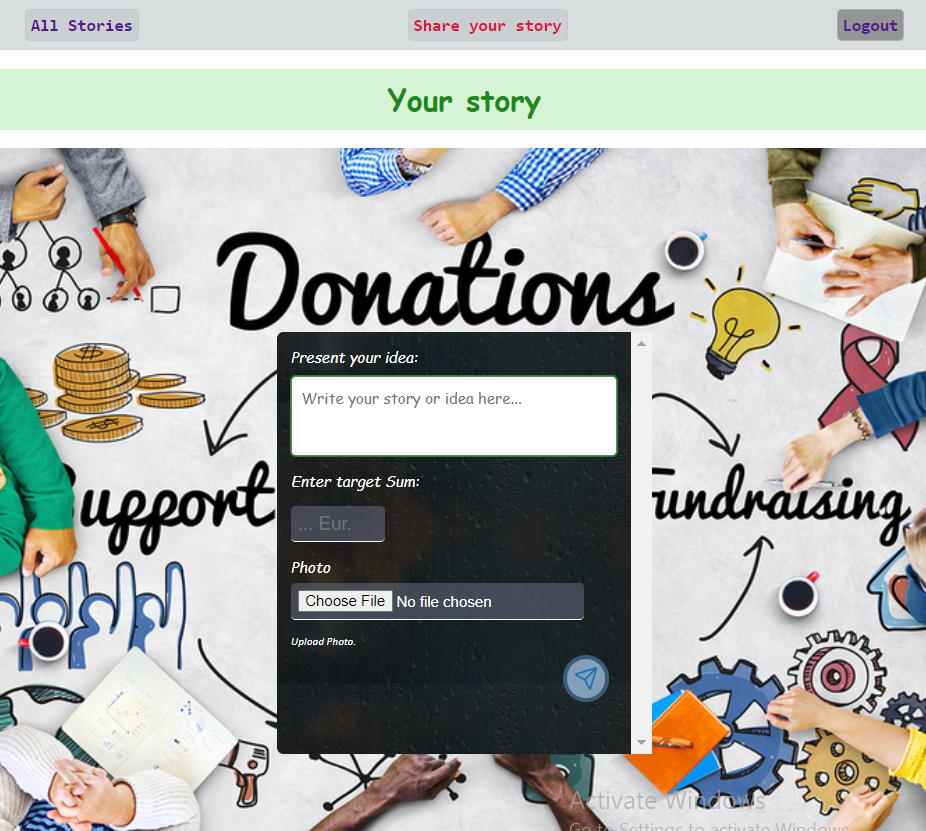 All Stories
Share your story
Logout
Your story
Donations
Present your idea:
Write your story or idea here...
Enter target Sum:
... Eur.
upport
undraising
Photo
Choose File No file chosen
Upload Photo.
Activate Windows
Go to Settings to activate Windows.